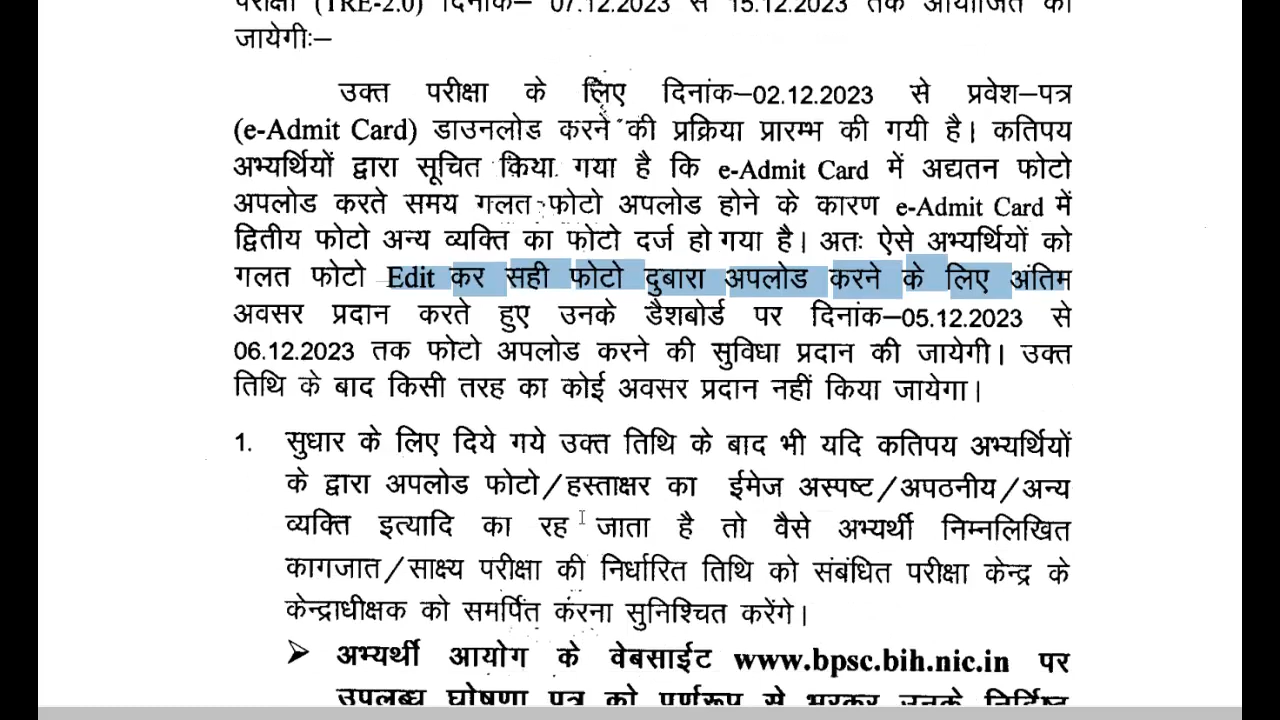 परीक्षा (TRE-2.0) दिनांक– 07.12.2023 से 15.12.2023 तक आयोजित की
जायेगीः–
उक्त परीक्षा के लिए दिनांक–02.12.2023 से प्रवेश–पत्र
(e-Admit Card) डाउनलोड करने की प्रक्रिया प्रारम्भ की गयी है। कतिपय
अभ्यर्थियों द्वारा सूचित किया गया है कि e-Admit Card में अद्यतन फोटो
अपलोड करते समय गलत फोटो अपलोड होने के कारण e-Admit Card में
द्वितीय फोटो अन्य व्यक्ति का फोटो दर्ज हो गया है। अतः ऐसे अभ्यर्थियों को
गलत फोटो Edit कर सही फोटो दुबारा अपलोड करने के लिए अंतिम
अवसर प्रदान करते हुए उनके डैशबोर्ड पर दिनांक–05.12.2023 से
06.12.2023 तक फोटो अपलोड करने की सुविधा प्रदान की जायेगी। उक्त
तिथि के बाद किसी तरह का कोई अवसर प्रदान नहीं किया जायेगा।
1. सुधार के लिए दिये गये उक्त तिथि के बाद भी यदि कतिपय अभ्यर्थियों
के द्वारा अपलोड फोटो/हस्ताक्षर का ईमेज अस्पष्ट/अपठनीय/अन्य
व्यक्ति इत्यादि का रह जाता है तो वैसे अभ्यर्थी निम्नलिखित
कागजात/साक्ष्य परीक्षा की निर्धारित तिथि को संबंधित परीक्षा केन्द्र के
केन्द्राधीक्षक को समर्पित करना सुनिश्चित करेंगे।
➢ अभ्यर्थी आयोग के वेबसाईट www.bpsc.bih.nic.in पर
उपलब्ध घोषणा पत्र को पूर्णरूप से भरकर उनके निर्दिष्ट